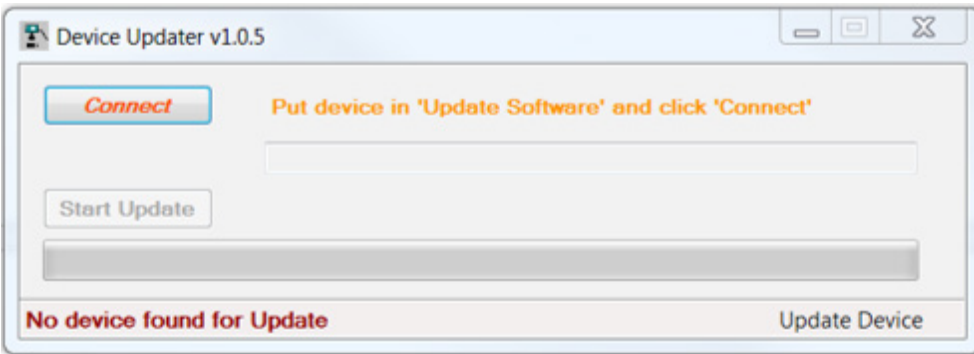 Device Updater v1.0.5
Connect
Put device in 'Update Software' and click 'Connect'
Start Update
No device found for Update
Update Device